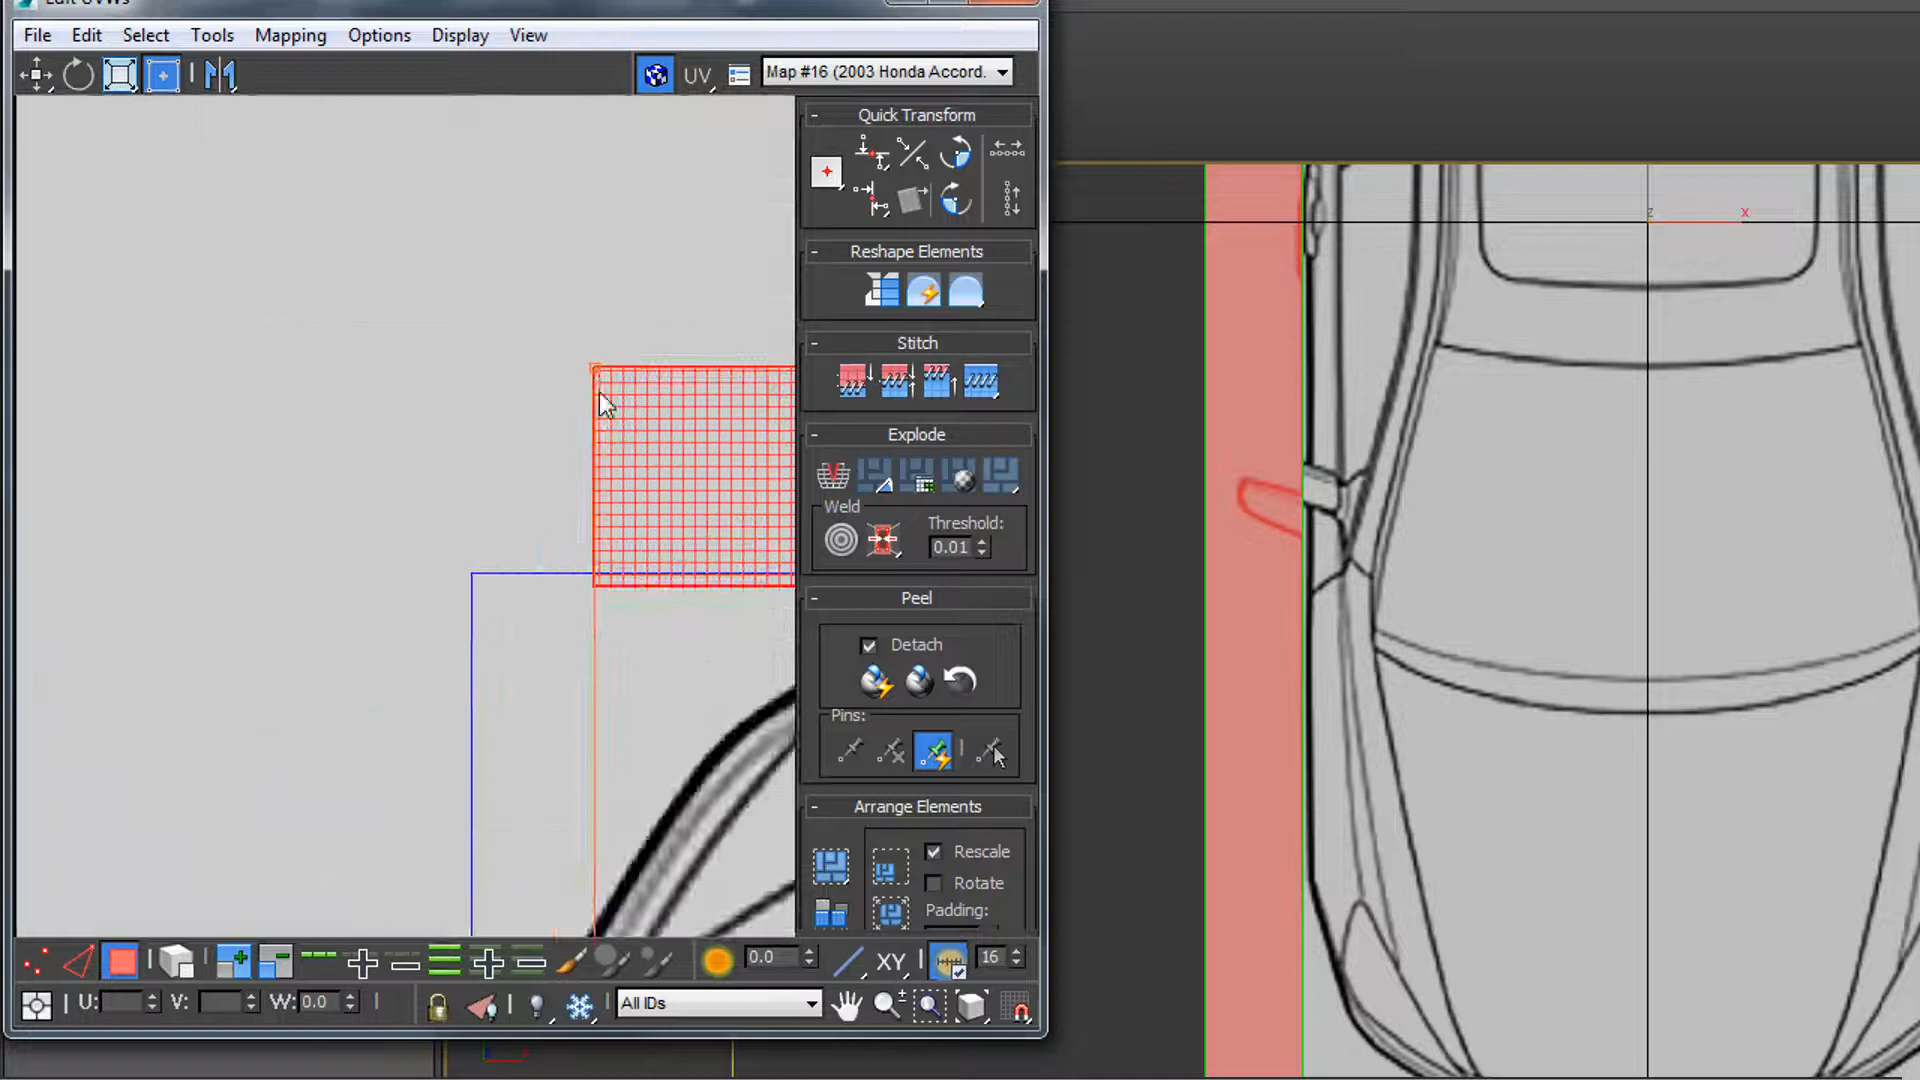 Edit UVWs
File Edit Select Tools Mapping Options Display View
UV Map #16 (2003 Honda Accord.
- Quick Transform
- Reshape Elements
- Stitch
- Explode
Weld
Threshold:
0.01
- Peel
Detach
Pins:
- Arrange Elements
Rescale
Rotate
Padding:
0.0 XY 16
U: V: W: 0.0 All IDs
z x